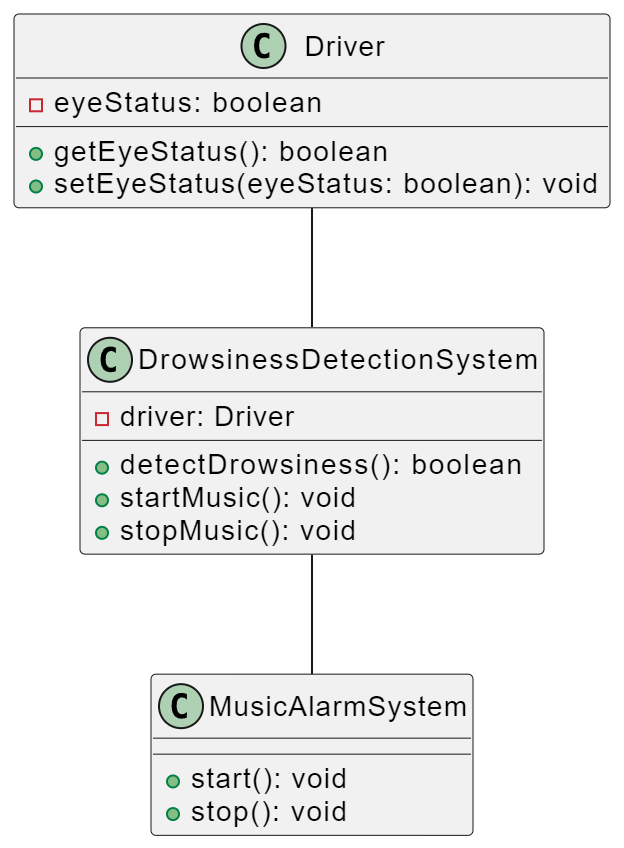 C Driver
eyeStatus: boolean
getEyeStatus(): boolean
setEyeStatus(eyeStatus: boolean): void
C DrowsinessDetectionSystem
driver: Driver
detectDrowsiness(): boolean
startMusic(): void
stopMusic(): void
C MusicAlarmSystem
start(): void
stop(): void